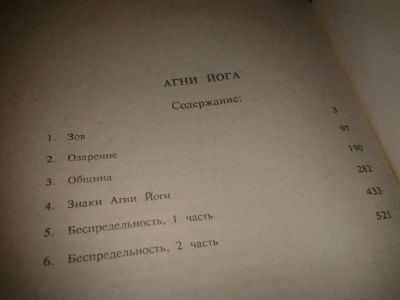 АГНИ ЙОГА
Содержание:
1. Зов 3
2. Озарение 97
3. Община 190
4. Знаки Агни Йоги 282
5. Беспредельность, 1 часть 433
6. Беспредельность, 2 часть 521